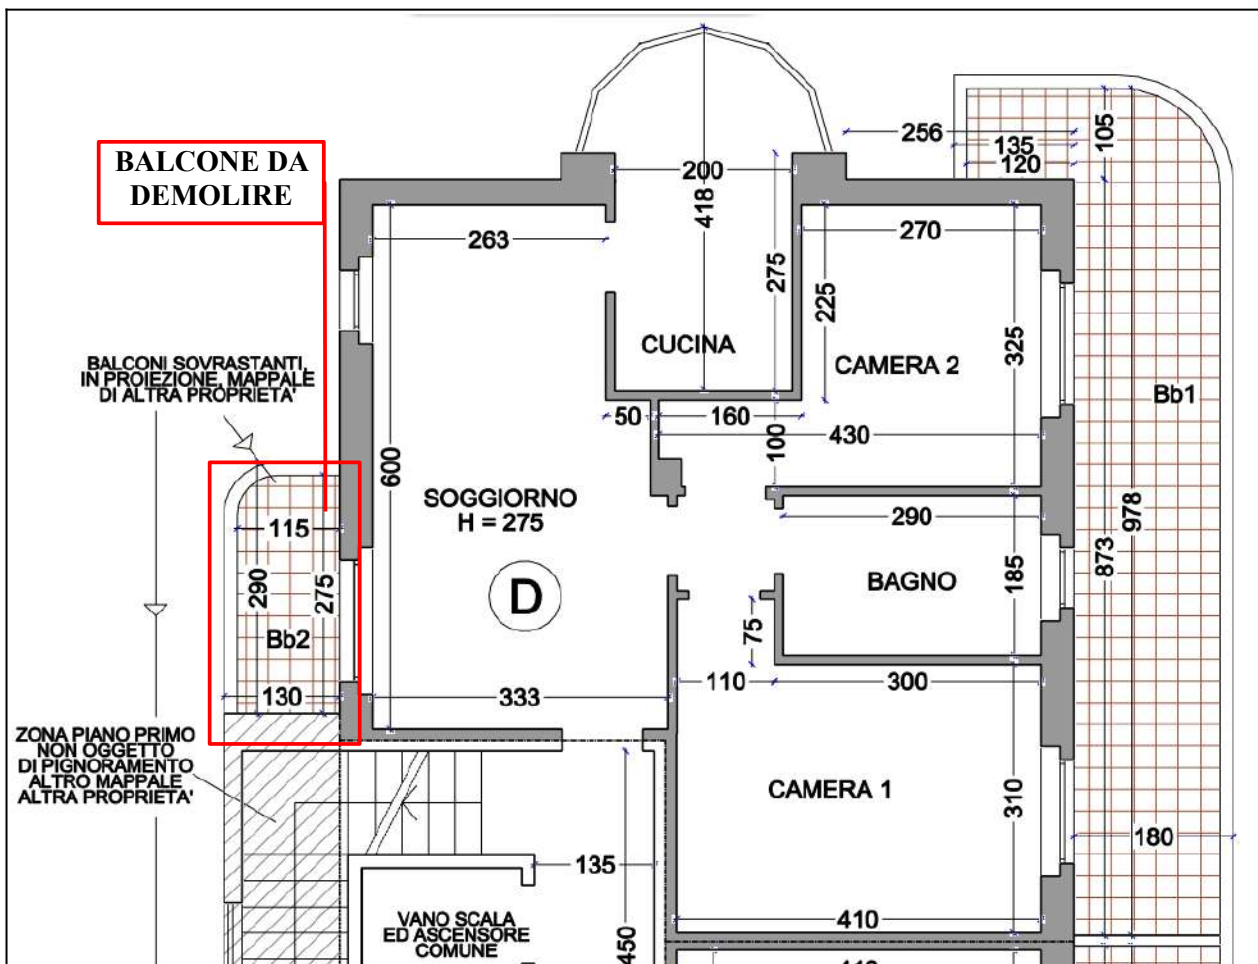 256
135
120
105
BALCONE DA
DEMOLIRE
200
418
263
270
275
225
325
CUCINA
CAMERA 2
BALCONI SOVRASTANTI,
IN PROIEZIONE, MAPPALE
DI ALTRA PROPRIETA'
Bb1
50
160
100
430
600
SOGGIORNO
H = 275
115
290
978
873
290
275
D
BAGNO
185
Bb2
75
130
333
110
300
ZONA PIANO PRIMO
NON OGGETTO
DI PIGNORAMENTO
ALTRO MAPPALE
ALTRA PROPRIETA'
CAMERA 1
310
180
135
VANO SCALA
ED ASCENSORE
COMUNE
450
410